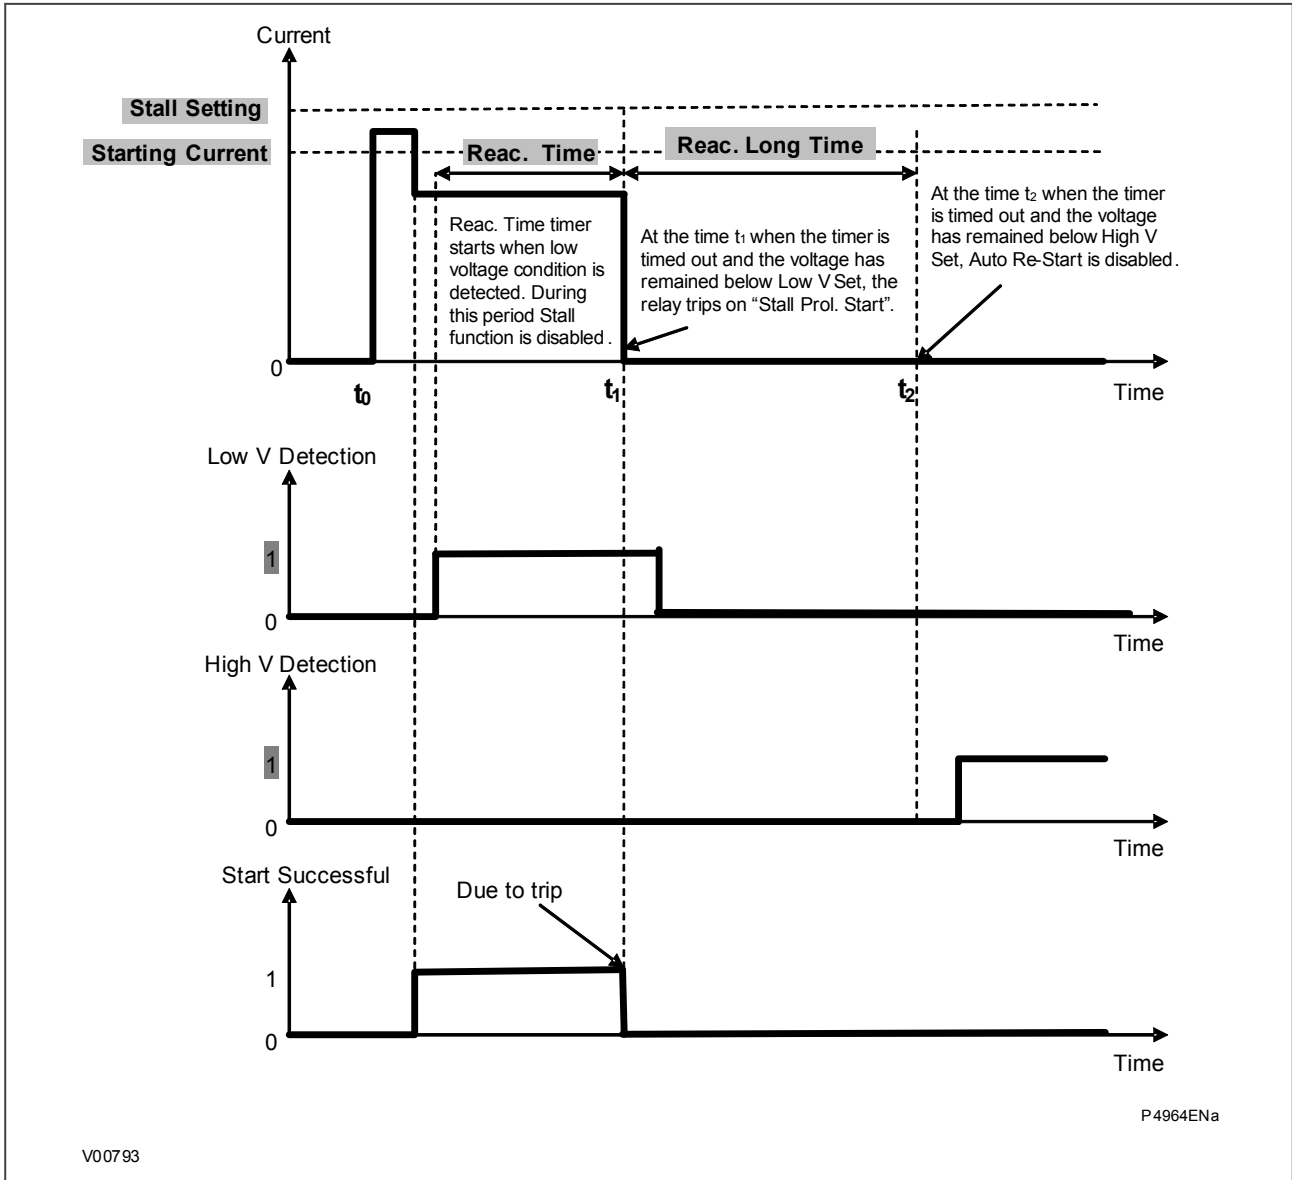 Current
Stall Setting
Starting Current
Reac. Time
Reac. Long Time
Reac. Time timer
starts when low
voltage condition is
detected. During
this period Stall
function is disabled.
At the time t1 when the timer is
timed out and the voltage has
remained below Low V Set, the
relay trips on “Stall Prol. Start”.
At the time t2 when the timer
is timed out and the voltage
has remained below High V
Set, Auto Re-Start is disabled.
0
t0
t1
t2
Time
Low V Detection
1
0
Time
High V Detection
1
0
Time
Start Successful
Due to trip
1
0
Time
P4964ENa
V00793